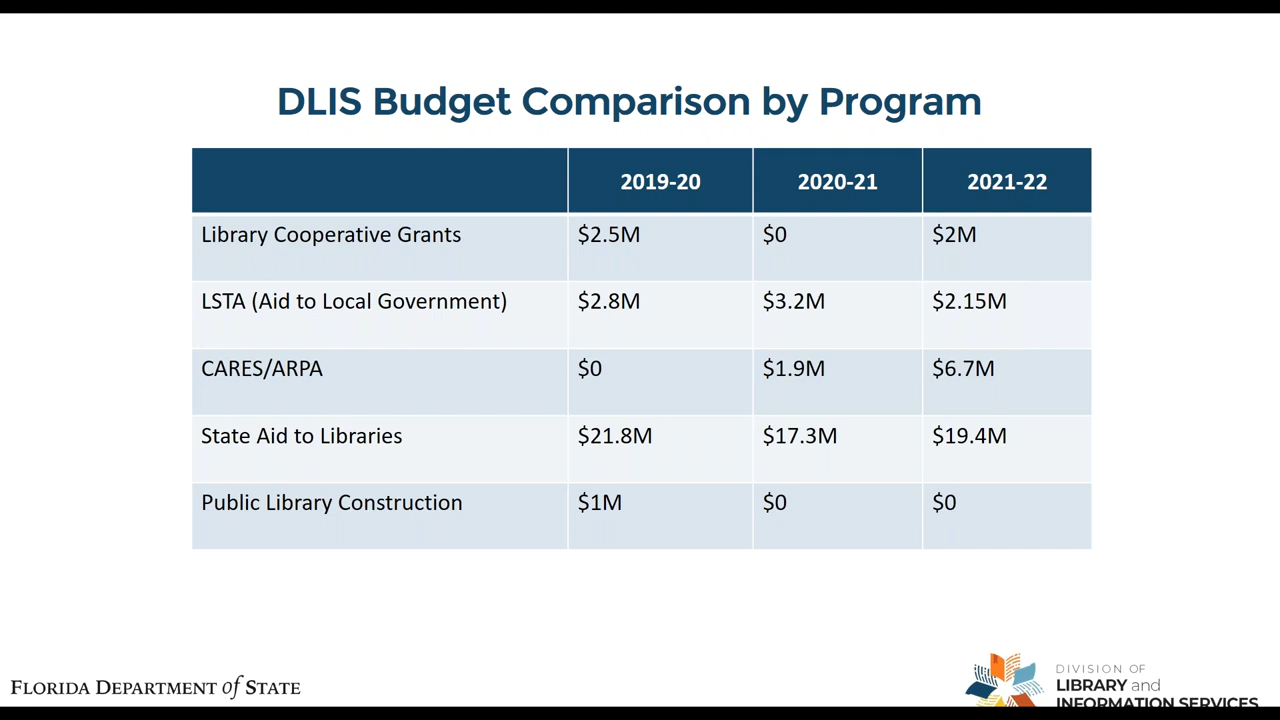 DLIS Budget Comparison by Program
2019-20 2020-21 2021-22
Library Cooperative Grants $2.5M $0 $2M
LSTA (Aid to Local Government) $2.8M $3.2M $2.15M
CARES/ARPA $0 $1.9M $6.7M
State Aid to Libraries $21.8M $17.3M $19.4M
Public Library Construction $1M $0 $0
FLORIDA DEPARTMENT of STATE
DIVISION OF
LIBRARY and
INFORMATION SERVICES